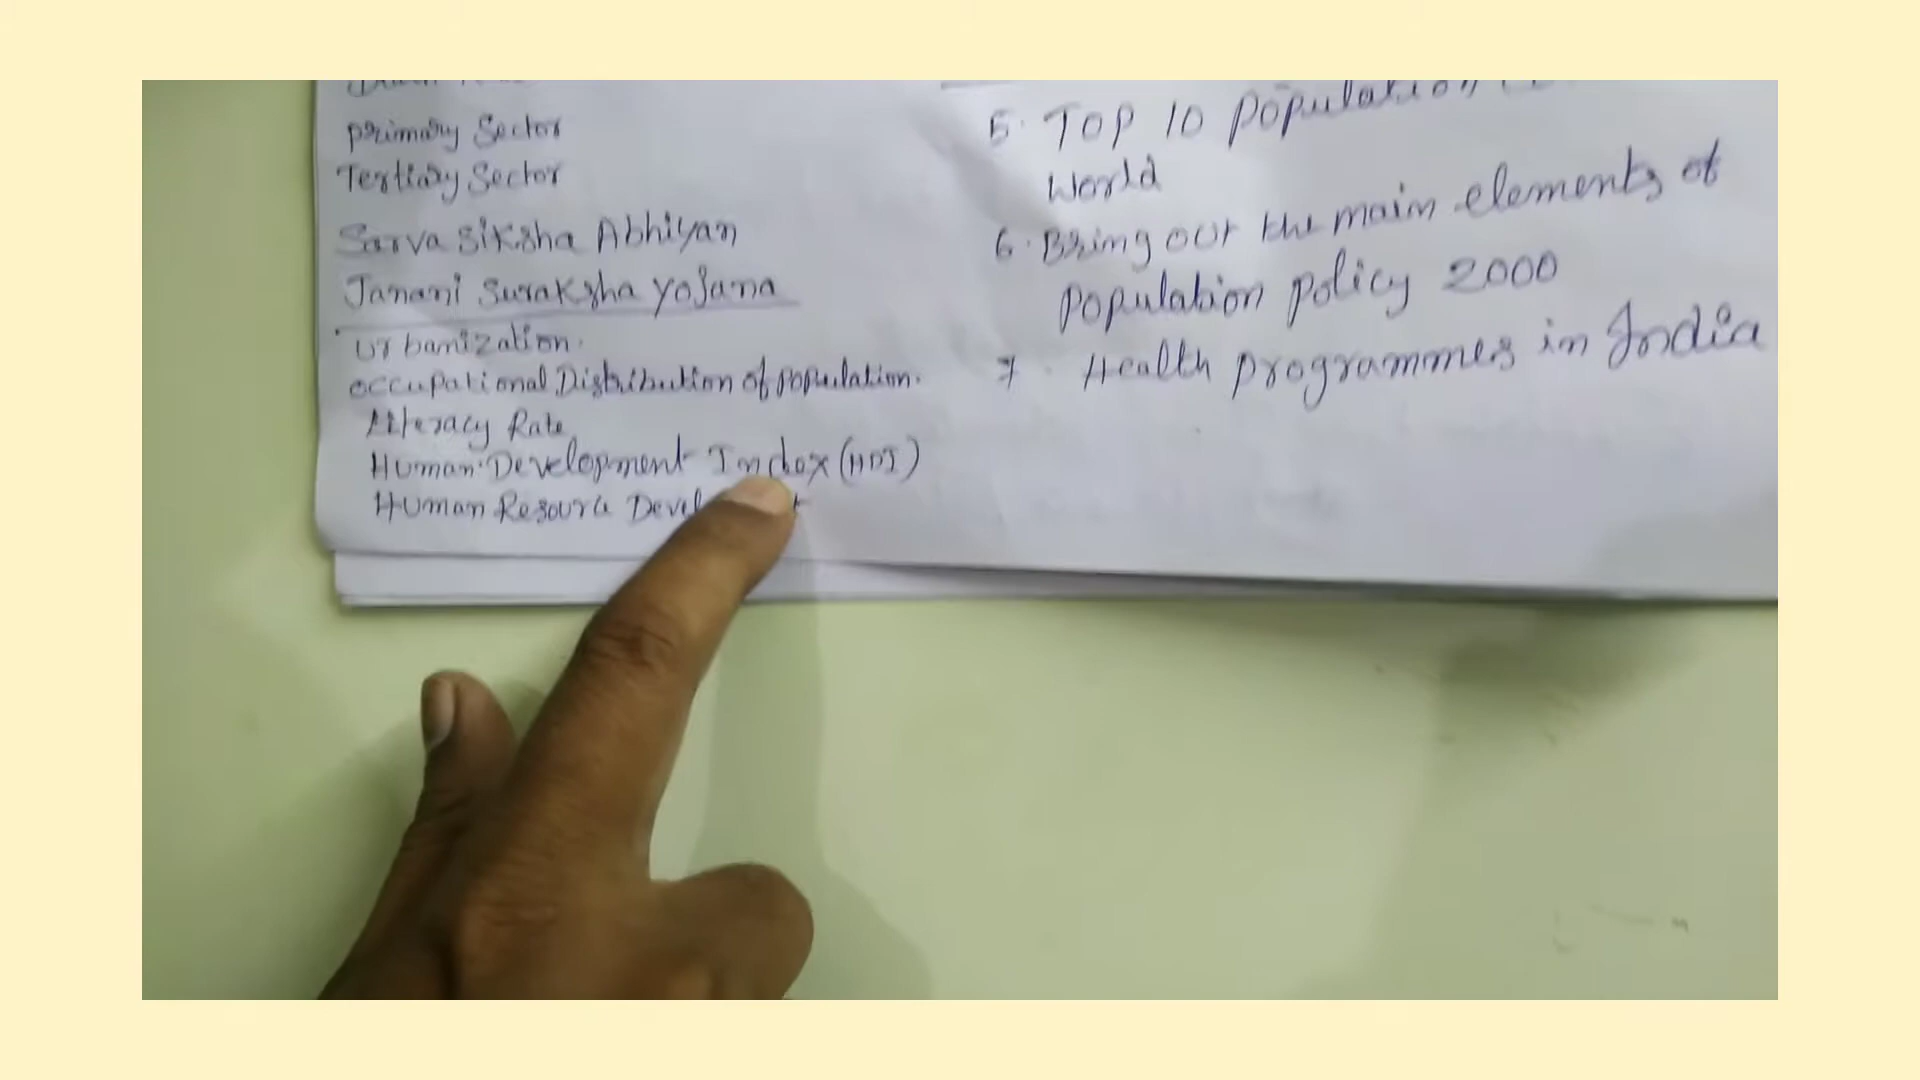 Primary Sector
Tertiary Sector
Sarva Siksha Abhiyan
Janani Suraksha Yojana
Urbanization.
occupational Distribution of population.
Literacy Rate
Human Development Index (HDI)
Human Resource
5. TOP 10 Population
World
6. Bring out the main elements of
Population policy 2000
7. Health programmes in India